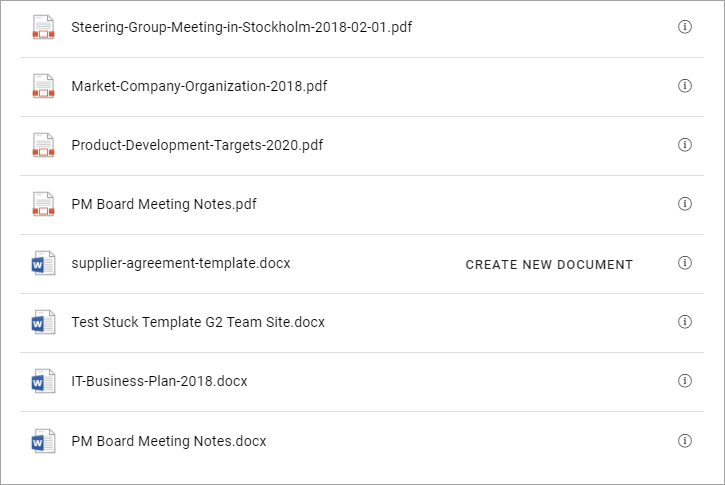 Steering-Group-Meeting-in-Stockholm-2018-02-01.pdf
Market-Company-Organization-2018.pdf
Product-Development-Targets-2020.pdf
PM Board Meeting Notes.pdf
supplier-agreement-template.docx CREATE NEW DOCUMENT
Test Stuck Template G2 Team Site.docx
IT-Business-Plan-2018.docx
PM Board Meeting Notes.docx